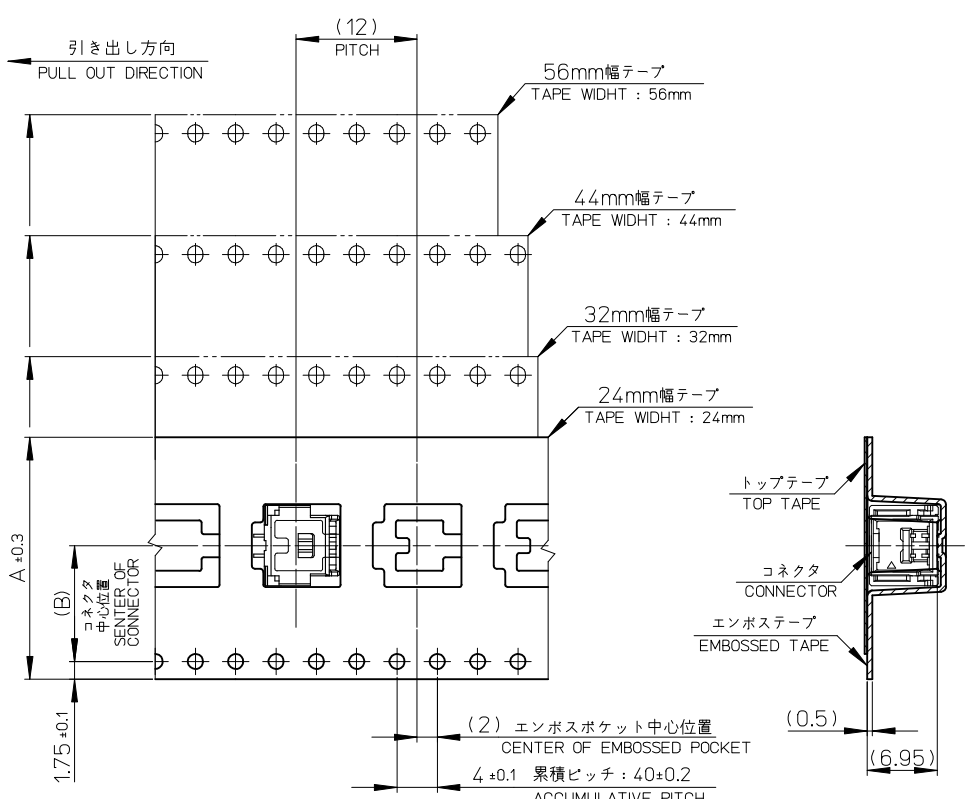 (12)
PITCH
引き出し方向
PULL OUT DIRECTION
56mm幅テープ
TAPE WIDHT : 56mm
44mm幅テープ
TAPE WIDHT : 44mm
32mm幅テープ
TAPE WIDHT : 32mm
24mm幅テープ
TAPE WIDHT : 24mm
トップテープ
TOP TAPE
コネクタ
CONNECTOR
エンボステープ
EMBOSSED TAPE
A ±0.3
(B)
コネクタ
中心位置
SENTER OF
CONNECTOR
1.75 ±0.1
(2) エンボスポケット中心位置
CENTER OF EMBOSSED POCKET
4 ±0.1 累積ピッチ : 40±0.2
ACCUMULATIVE PITCH
(0.5)
(6.95)